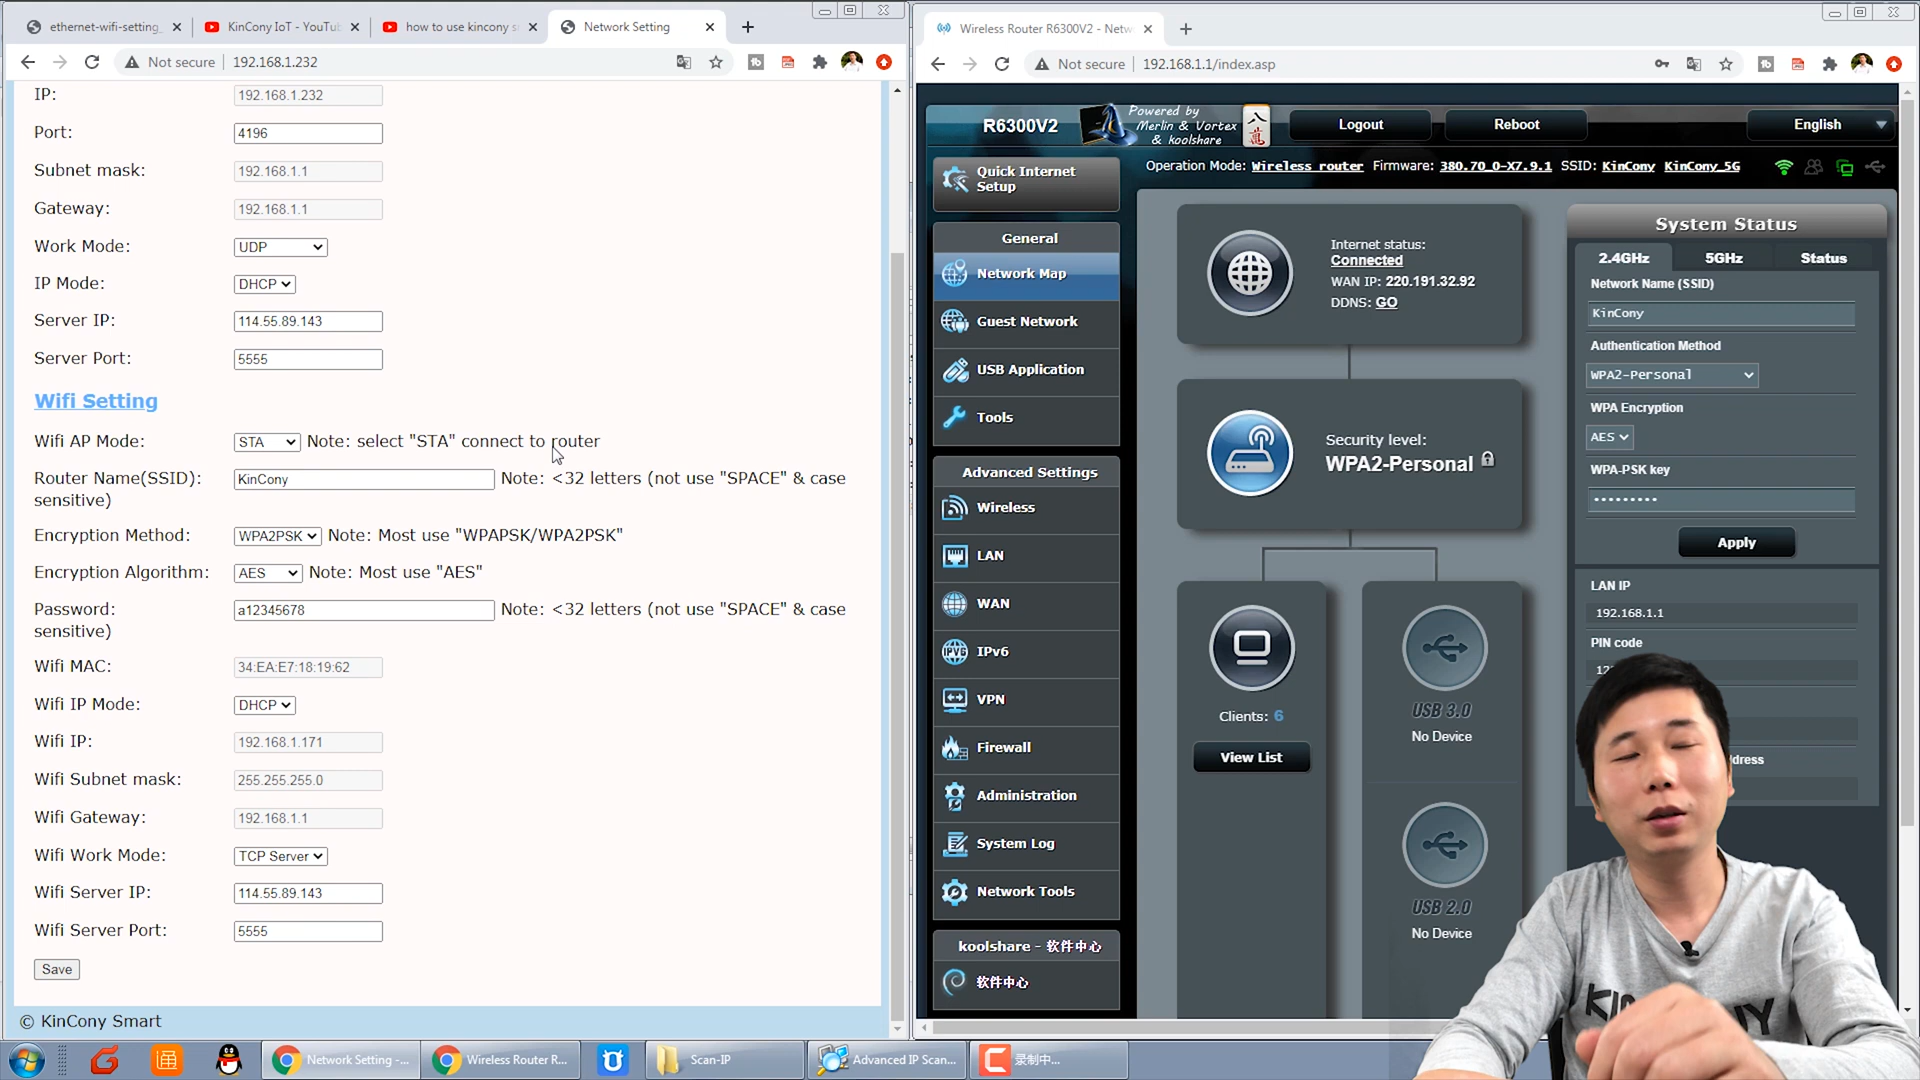 ethernet-wifi-setting_
KinCony IoT - YouTu
how to use kincony s
Network Setting
Not secure
192.168.1.232
IP:
192.168.1.232
Port:
4196
Subnet mask:
192.168.1.1
Gateway:
192.168.1.1
Work Mode:
UDP
IP Mode:
DHCP
Server IP:
114.55.89.143
Server Port:
5555
Wifi Setting
Wifi AP Mode:
STA
Note: select "STA" connect to router
Router Name(SSID):
KinCony
Note: <32 letters (not use "SPACE" & case
sensitive)
Encryption Method:
WPA2PSK
Note: Most use "WPAPSK/WPA2PSK"
Encryption Algorithm:
AES
Note: Most use "AES"
Password:
a12345678
Note: <32 letters (not use "SPACE" & case
sensitive)
Wifi MAC:
34:EA:E7:18:19:62
Wifi IP Mode:
DHCP
Wifi IP:
192.168.1.171
Wifi Subnet mask:
255.255.255.0
Wifi Gateway:
192.168.1.1
Wifi Work Mode:
TCP Server
Wifi Server IP:
114.55.89.143
Wifi Server Port:
5555
Save
© KinCony Smart
Wireless Router R6300V2 - Netw
Not secure
192.168.1.1/index.asp
R6300V2
Powered by
Merlin & Vortex
& koolshare
八
萬
Logout
Reboot
English
Operation Mode: Wireless router Firmware: 380.70_0-X7.9.1 SSID: KinCony KinCony_5G
Quick Internet
Setup
General
Network Map
Guest Network
USB Application
Tools
Advanced Settings
Wireless
LAN
WAN
IPv6
VPN
Firewall
Administration
System Log
Network Tools
koolshare - 软件中心
软件中心
Internet status:
Connected
WAN IP: 220.191.32.92
DDNS: GO
Security level:
WPA2-Personal
Clients: 6
View List
USB 3.0
No Device
USB 2.0
No Device
System Status
2.4GHz
5GHz
Status
Network Name (SSID)
KinCony
Authentication Method
WPA2-Personal
WPA Encryption
AES
WPA-PSK key
•••••••••
Apply
LAN IP
192.168.1.1
PIN code
12
dress
Network Setting -...
Wireless Router R...
Scan-IP
Advanced IP Scan...
录制中...